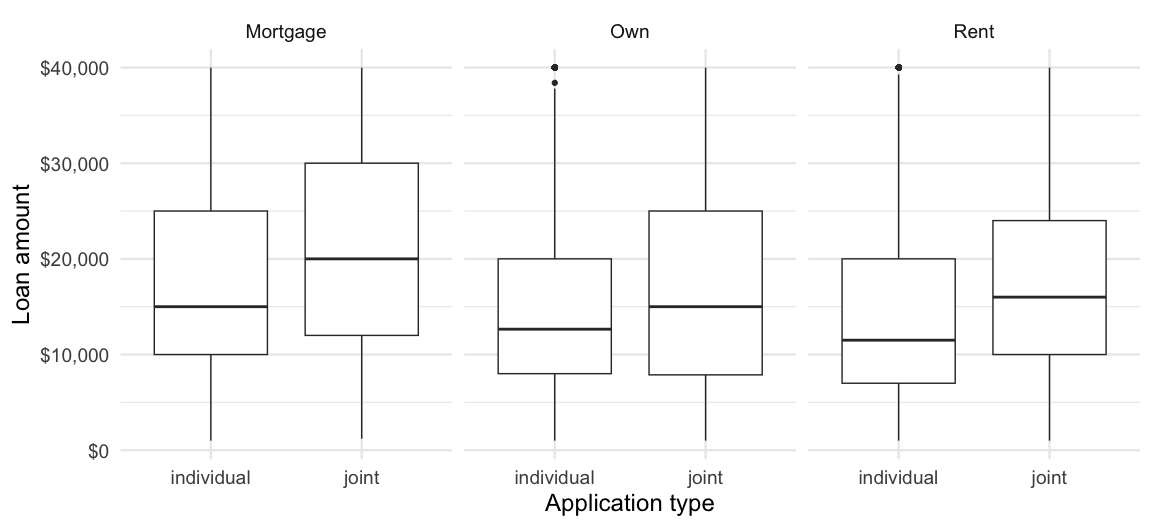 Mortgage Own Rent
$40,000
$30,000
$20,000
$10,000
$0
Loan amount
individual joint individual joint individual joint
Application type